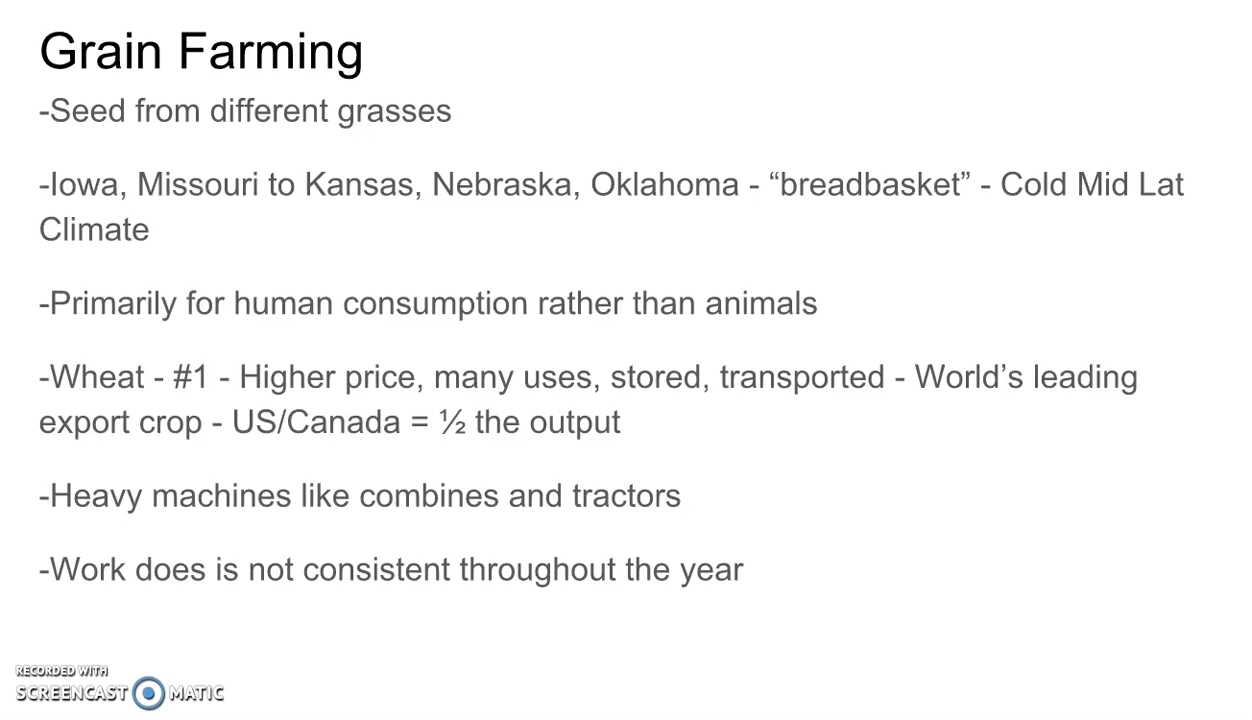 Grain Farming
-Seed from different grasses
-Iowa, Missouri to Kansas, Nebraska, Oklahoma - “breadbasket” - Cold Mid Lat
Climate
-Primarily for human consumption rather than animals
-Wheat - #1 - Higher price, many uses, stored, transported - World’s leading
export crop - US/Canada = ½ the output
-Heavy machines like combines and tractors
-Work does is not consistent throughout the year
RECORDED WITH
SCREENCAST MATIC